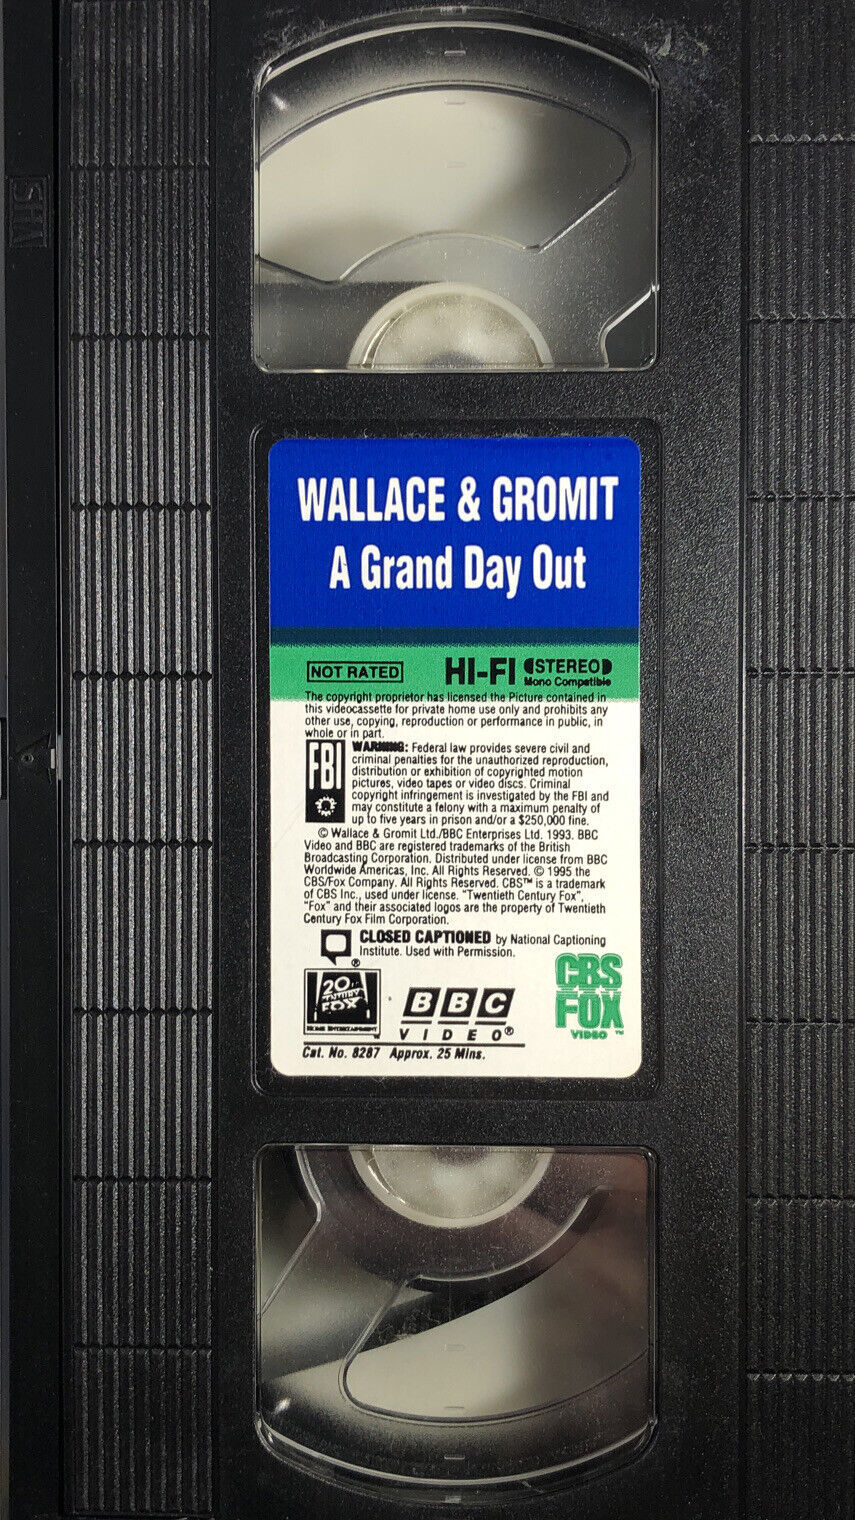 VHS
WALLACE & GROMIT
A Grand Day Out
NOT RATED HI-FI STEREO
Mono Compatible
The copyright proprietor has licensed the Picture contained in
this videocassette for private home use only and prohibits any
other use, copying, reproduction or performance in public, in
whole or in part.
FBI WARNING: Federal law provides severe civil and
criminal penalties for the unauthorized reproduction,
distribution or exhibition of copyrighted motion
pictures, video tapes or video discs. Criminal
copyright infringement is investigated by the FBI and
may constitute a felony with a maximum penalty of
up to five years in prison and/or a $250,000 fine.
© Wallace & Gromit Ltd./BBC Enterprises Ltd. 1993. BBC
Video and BBC are registered trademarks of the British
Broadcasting Corporation. Distributed under license from BBC
Worldwide Americas, Inc. All Rights Reserved. © 1995 the
CBS/Fox Company. All Rights Reserved. CBS™ is a trademark
of CBS Inc., used under license. "Twentieth Century Fox",
"Fox" and their associated logos are the property of Twentieth
Century Fox Film Corporation.
CLOSED CAPTIONED by National Captioning
Institute. Used with Permission.
®
20th
CENTURY
FOX
HOME ENTERTAINMENT
BBC
VIDEO®
CBS
FOX
VIDEO ™
Cat. No. 8287 Approx. 25 Mins.